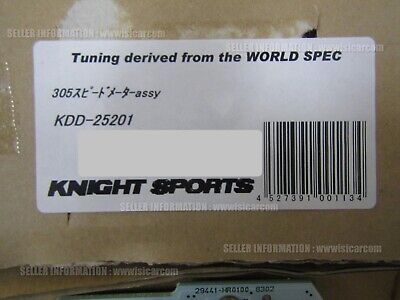 SELLER INFORMATION : www.isicar.com
Tuning derived from the WORLD SPEC
305ｽﾋﾟｰﾄﾞﾒｰﾀｰassy
KDD-25201
KNIGHT SPORTS
4 527391 001134
SELLER INFORMATION : www.isicar.com
29441-HR0100 8302
SELLER INFORMATION : www.isicar.com